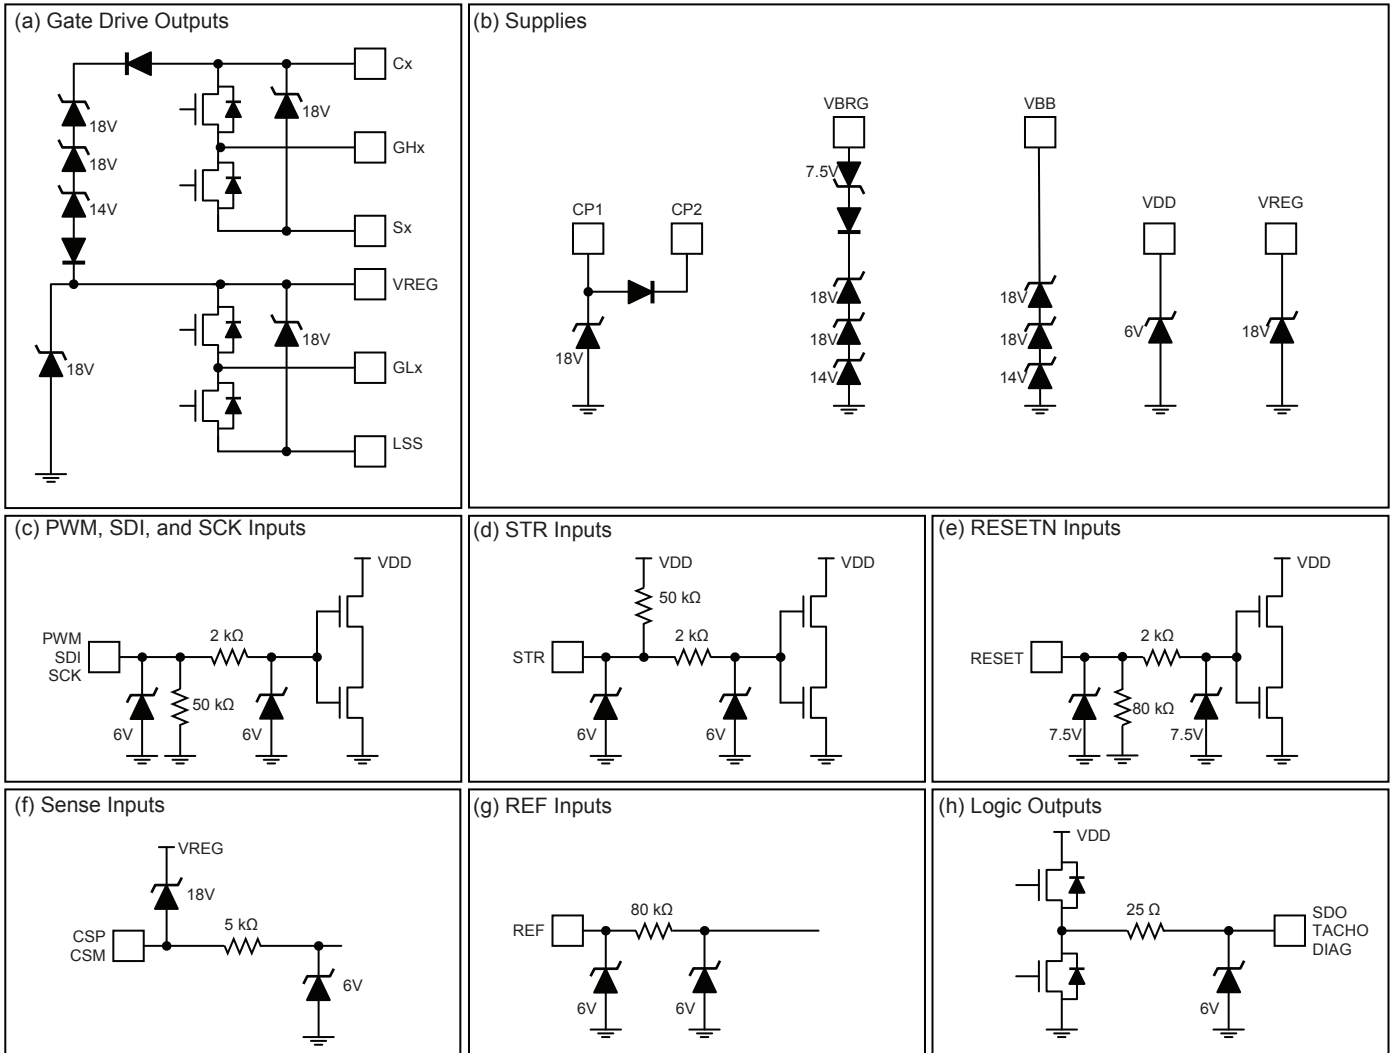 (a) Gate Drive Outputs
Cx
18V
18V
18V
GHx
14V
Sx
VREG
18V
18V
GLx
LSS
(b) Supplies
VBRG
VBB
7.5V
CP1
CP2
VDD
VREG
18V
18V
18V
18V
6V
18V
18V
14V
14V
(c) PWM, SDI, and SCK Inputs
VDD
PWM
SDI
SCK
2 kΩ
50 kΩ
6V
6V
(d) STR Inputs
VDD
VDD
50 kΩ
2 kΩ
STR
6V
6V
(e) RESETN Inputs
VDD
2 kΩ
RESET
80 kΩ
7.5V
7.5V
(f) Sense Inputs
VREG
18V
CSP
CSM
5 kΩ
6V
(g) REF Inputs
REF
80 kΩ
6V
6V
(h) Logic Outputs
VDD
25 Ω
SDO
TACHO
DIAG
6V